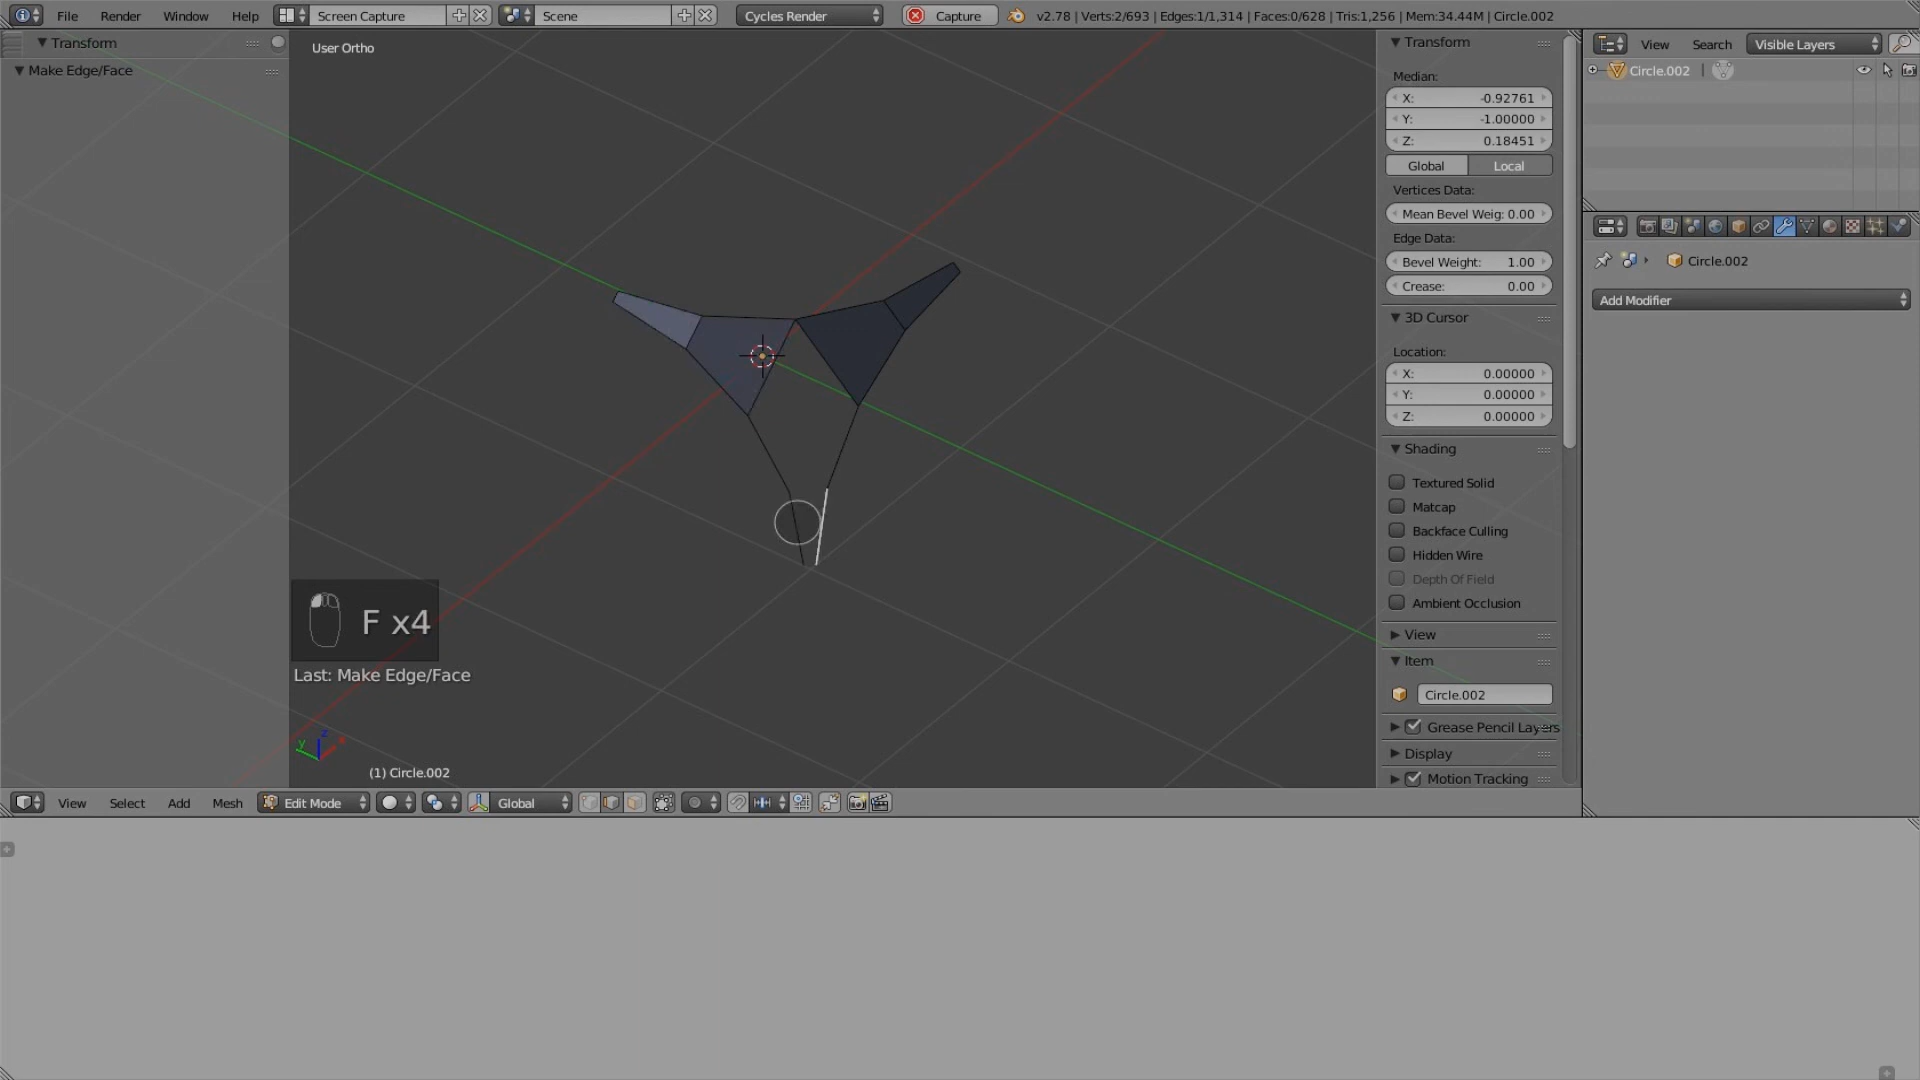 File Render Window Help Screen Capture Scene Cycles Render Capture v2.78 | Verts:2/693 | Edges:1/1,314 | Faces:0/628 | Tris:1,256 | Mem:34.44M | Circle.002
Transform
Make Edge/Face
User Ortho
F x4
Last: Make Edge/Face
y z x
(1) Circle.002
Transform
Median:
X: -0.92761
Y: -1.00000
Z: 0.18451
Global Local
Vertices Data:
Mean Bevel Weig: 0.00
Edge Data:
Bevel Weight: 1.00
Crease: 0.00
3D Cursor
Location:
X: 0.00000
Y: 0.00000
Z: 0.00000
Shading
Textured Solid
Matcap
Backface Culling
Hidden Wire
Depth Of Field
Ambient Occlusion
View
Item
Circle.002
Grease Pencil Layers
Display
Motion Tracking
View Search Visible Layers
Circle.002
Circle.002
Add Modifier
View Select Add Mesh Edit Mode Global